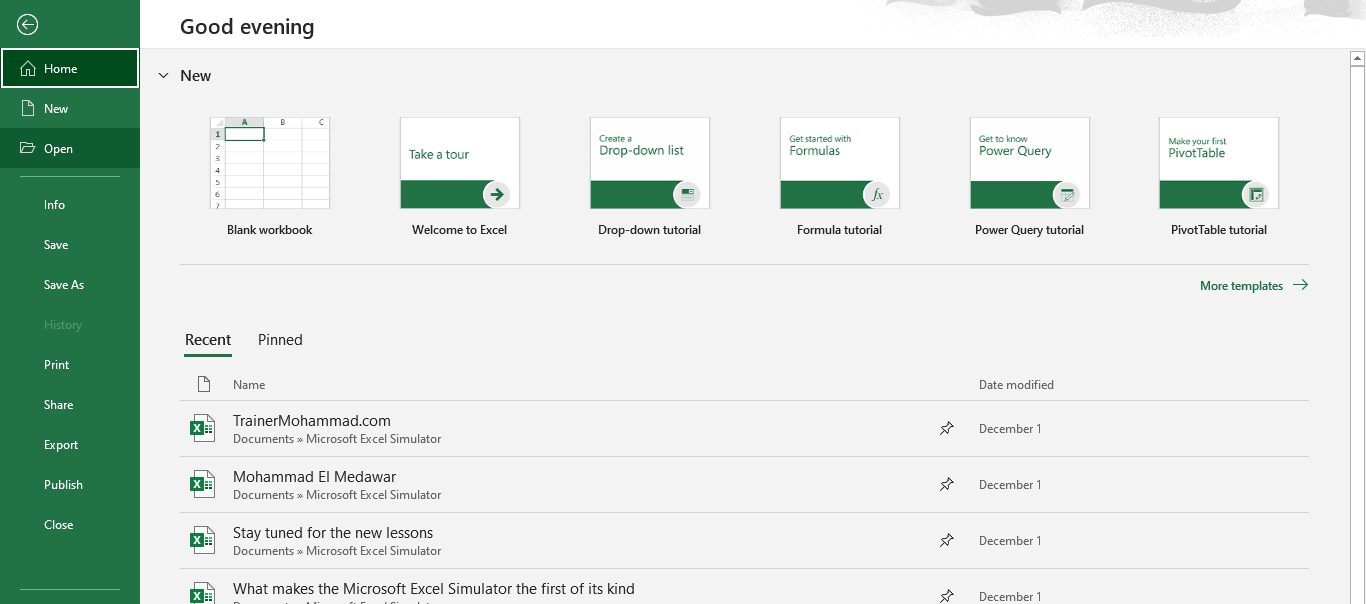 Good evening
Home
New
Open
Info
Save
Save As
History
Print
Share
Export
Publish
Close
New
A B C
1
2
3
4
5
6
7
Blank workbook
Take a tour
Welcome to Excel
Create a
Drop-down list
Drop-down tutorial
Get started with
Formulas
fx
Formula tutorial
Get to know
Power Query
Power Query tutorial
Make your first
PivotTable
PivotTable tutorial
More templates
Recent Pinned
Name Date modified
TrainerMohammad.com
Documents » Microsoft Excel Simulator
December 1
Mohammad El Medawar
Documents » Microsoft Excel Simulator
December 1
Stay tuned for the new lessons
Documents » Microsoft Excel Simulator
December 1
What makes the Microsoft Excel Simulator the first of its kind
Documents » Microsoft Excel Simulator
December 1